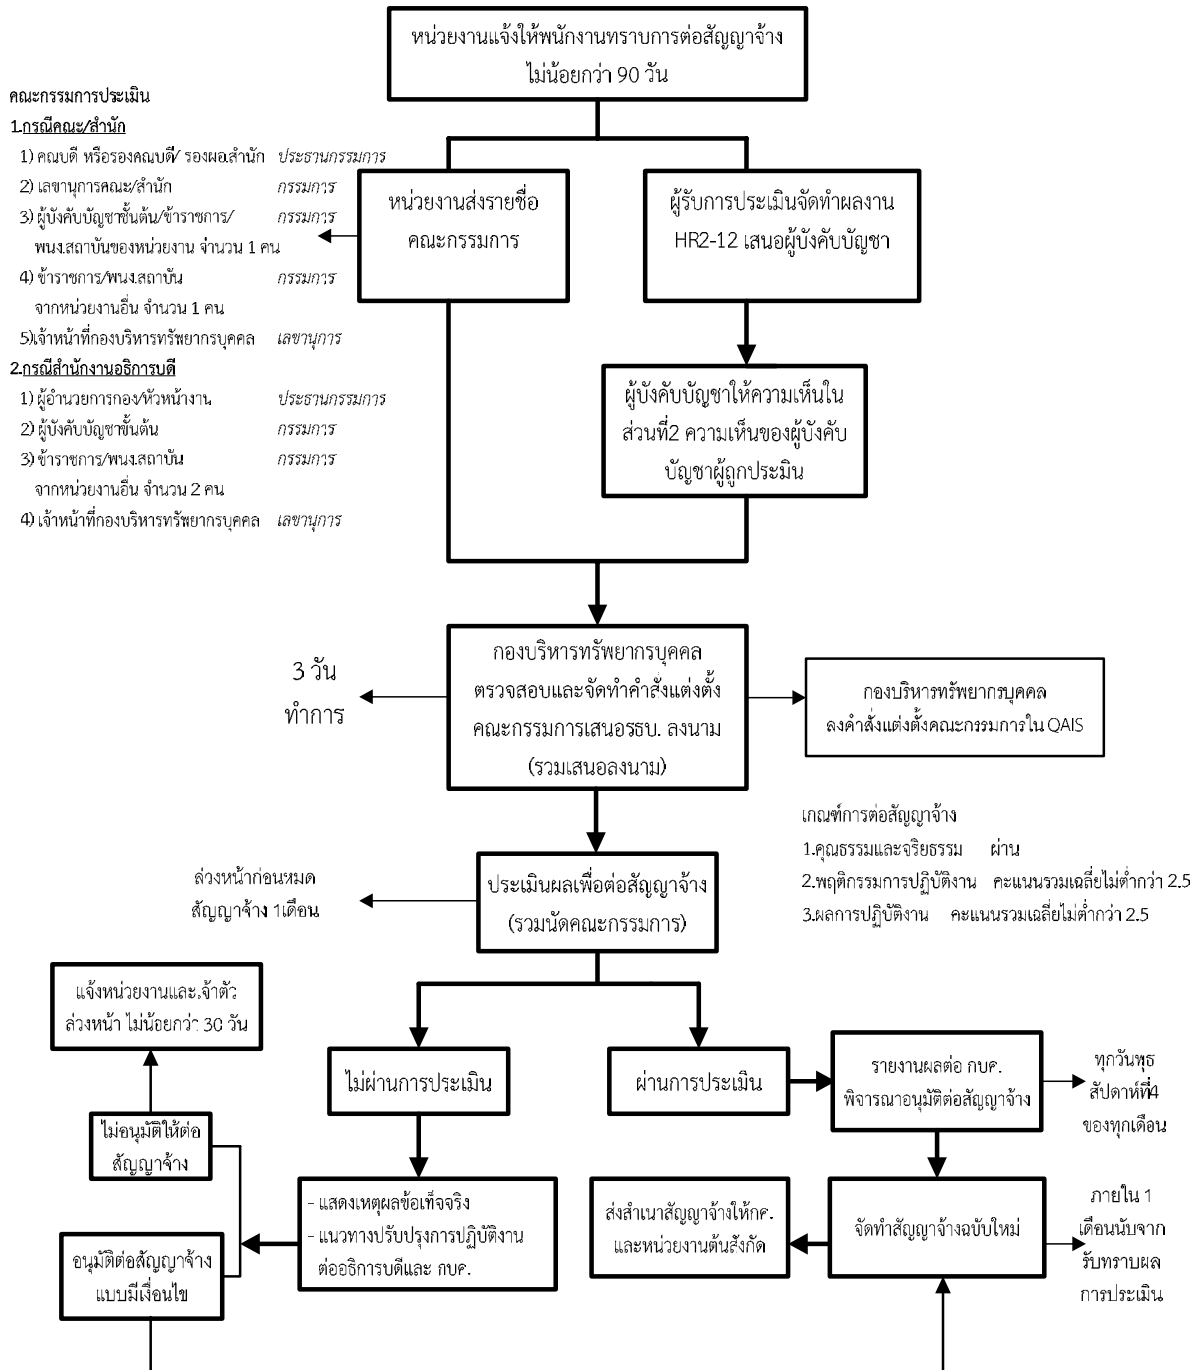 หน่วยงานแจ้งให้พนักงานทราบการต่อสัญญาจ้าง
ไม่น้อยกว่า 90 วัน
คณะกรรมการประเมิน
1.กรณีคณะ/สำนัก
1) คณบดี หรือรองคณบดี/ รองผอ.สำนัก ประธานกรรมการ
2) เลขานุการคณะ/สำนัก กรรมการ
3) ผู้บังคับบัญชาชั้นต้น/ข้าราชการ/ กรรมการ
พนง.สถาบันของหน่วยงาน จำนวน 1 คน
4) ข้าราชการ/พนง.สถาบัน กรรมการ
จากหน่วยงานอื่น จำนวน 1 คน
5)เจ้าหน้าที่กองบริหารทรัพยากรบุคคล เลขานุการ
2.กรณีสำนักงานอธิการบดี
1) ผู้อำนวยการกอง/หัวหน้างาน ประธานกรรมการ
2) ผู้บังคับบัญชาชั้นต้น กรรมการ
3) ข้าราชการ/พนง.สถาบัน กรรมการ
จากหน่วยงานอื่น จำนวน 2 คน
4) เจ้าหน้าที่กองบริหารทรัพยากรบุคคล เลขานุการ
หน่วยงานส่งรายชื่อ
คณะกรรมการ
ผู้รับการประเมินจัดทำผลงาน
HR2-12 เสนอผู้บังคับบัญชา
ผู้บังคับบัญชาให้ความเห็นใน
ส่วนที่2 ความเห็นของผู้บังคับ
บัญชาผู้ถูกประมิน
3 วัน
ทำการ
กองบริหารทรัพยากรบุคคล
ตรวจสอบและจัดทำคำสั่งแต่งตั้ง
คณะกรรมการเสนอรธบ. ลงนาม
(รวมเสนอลงนาม)
กองบริหารทรัพยากรบุคคล
ลงคำสั่งแต่งตั้งคณะกรรมการใน QAIS
เกณฑ์การต่อสัญญาจ้าง
1.คุณธรรมและจริยธรรม ผ่าน
2.พฤติกรรมการปฏิบัติงาน คะแนนรวมเฉลี่ยไม่ต่ำกว่า 2.5
3.ผลการปฏิบัติงาน คะแนนรวมเฉลี่ยไม่ต่ำกว่า 2.5
ล่วงหน้าก่อนหมด
สัญญาจ้าง 1เดือน
ประเมินผลเพื่อต่อสัญญาจ้าง
(รวมนัดคณะกรรมการ)
แจ้งหน่วยงานและเจ้าตัว
ล่วงหน้า ไม่น้อยกว่า 30 วัน
ไม่ผ่านการประเมิน
ผ่านการประเมิน
รายงานผลต่อ กบค.
พิจารณาอนุมัติต่อสัญญาจ้าง
ทุกวันพุธ
สัปดาห์ที่4
ของทุกเดือน
ไม่อนุมัติให้ต่อ
สัญญาจ้าง
- แสดงเหตุผลข้อเท็จจริง
- แนวทางปรับปรุงการปฏิบัติงาน
ต่ออธิการบดีและ กบค.
ส่งสำเนาสัญญาจ้างให้กค.
และหน่วยงานต้นสังกัด
จัดทำสัญญาจ้างฉบับใหม่
ภายใน 1
เดือนนับจาก
รับทราบผล
การประเมิน
อนุมัติต่อสัญญาจ้าง
แบบมีเงื่อนไข